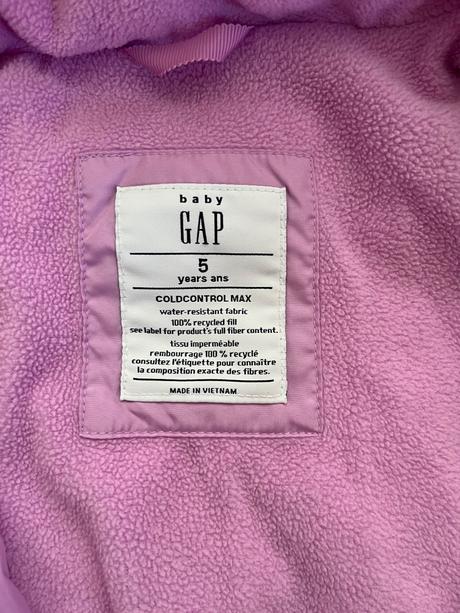 baby
GAP
5
years ans
COLDCONTROL MAX
water-resistant fabric
100% recycled fill
see label for product's full fiber content.
tissu imperméable
rembourrage 100 % recyclé
consultez l'étiquette pour connaître
la composition exacte des fibres.
MADE IN VIETNAM